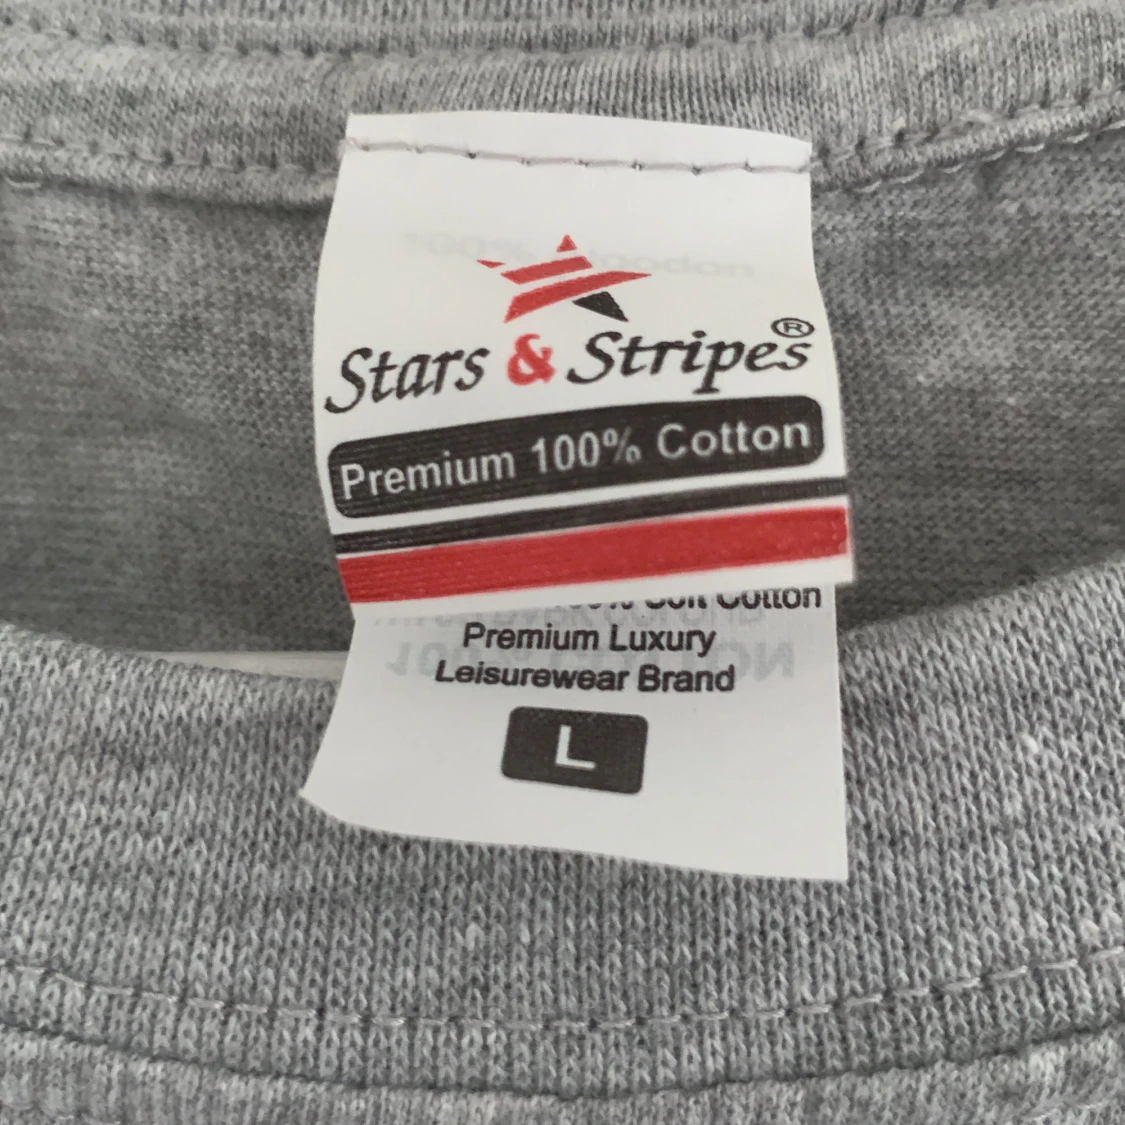 Stars & Stripes®
Premium 100% Cotton
Soft Cotton
Premium Luxury
Leisurewear Brand
L